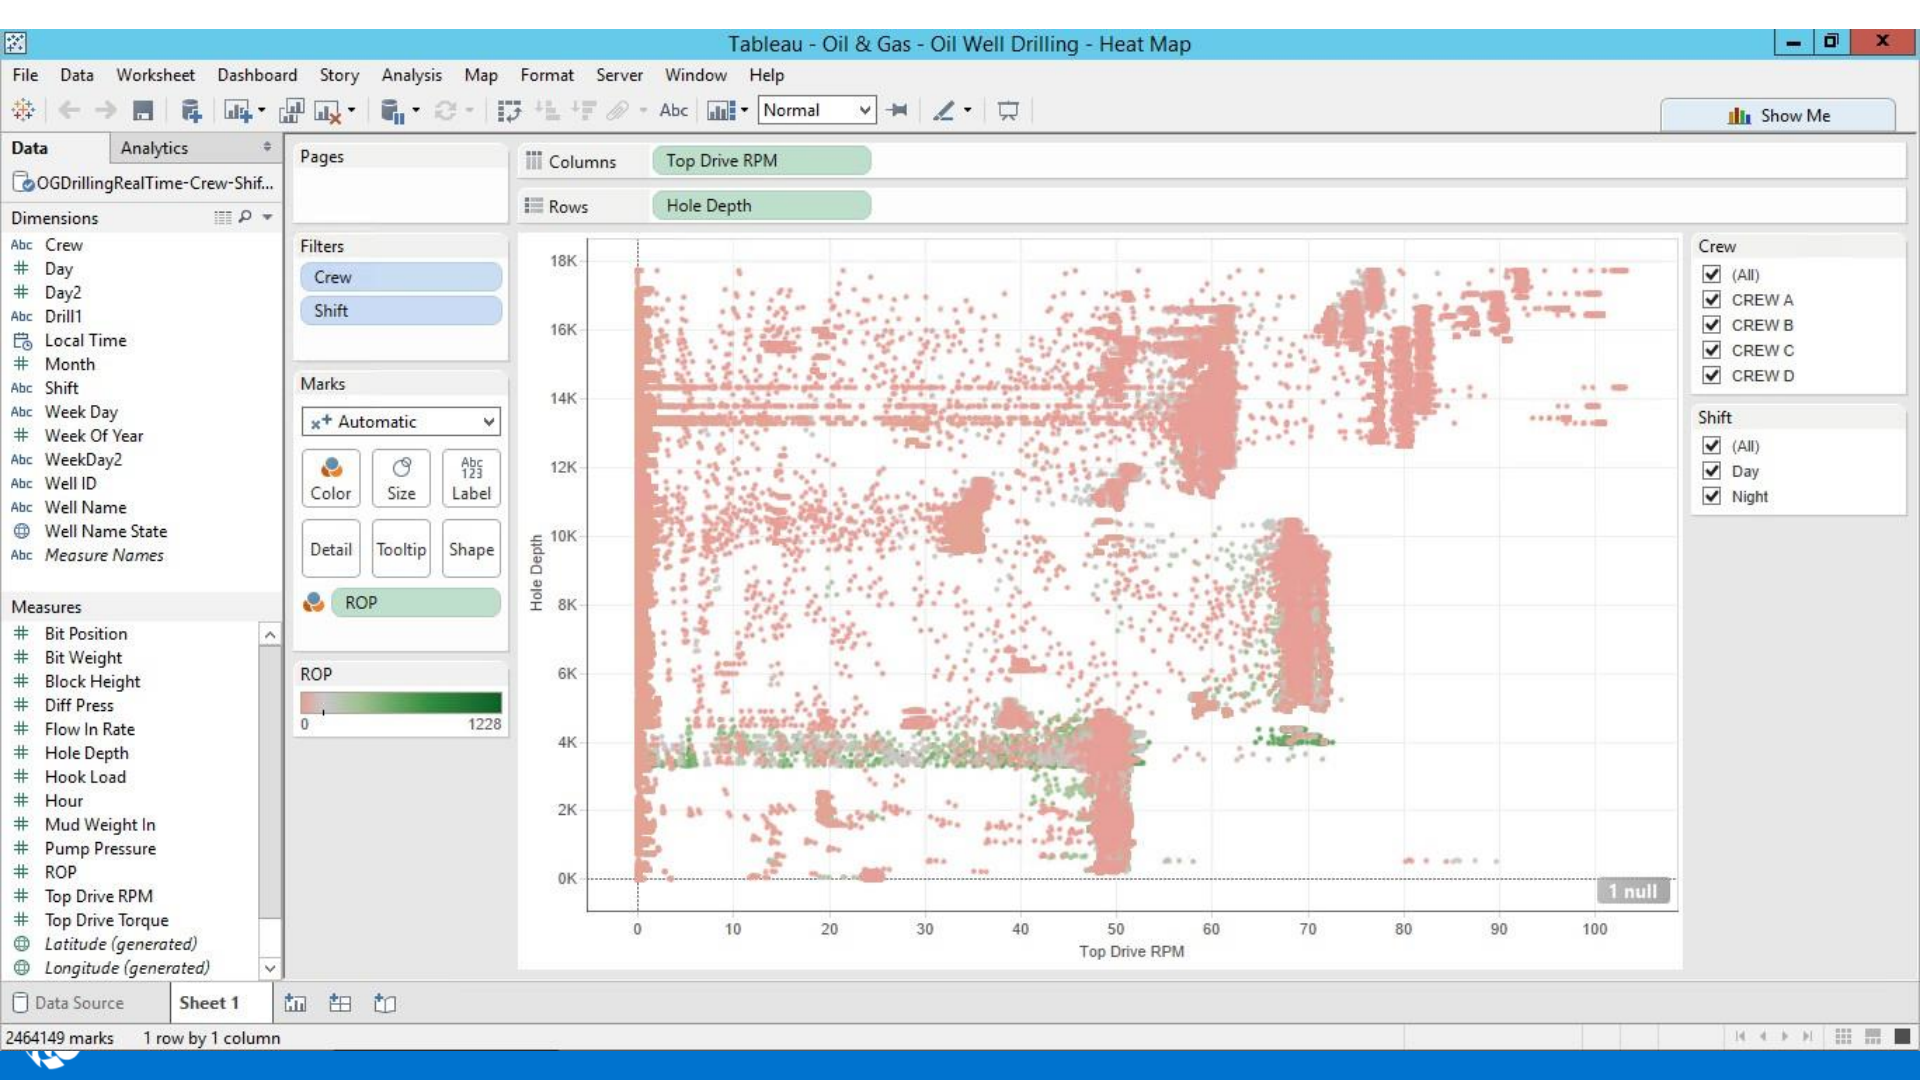 Tableau - Oil & Gas - Oil Well Drilling - Heat Map
File Data Worksheet Dashboard Story Analysis Map Format Server Window Help
Abc Normal Show Me
Data Analytics
OGDrillingRealTime-Crew-Shif...
Dimensions
Abc Crew
# Day
# Day2
Abc Drill1
Local Time
# Month
Abc Shift
Abc Week Day
# Week Of Year
Abc WeekDay2
Abc Well ID
Abc Well Name
Well Name State
Abc Measure Names
Measures
# Bit Position
# Bit Weight
# Block Height
# Diff Press
# Flow In Rate
# Hole Depth
# Hook Load
# Hour
# Mud Weight In
# Pump Pressure
# ROP
# Top Drive RPM
# Top Drive Torque
Latitude (generated)
Longitude (generated)
Pages
Filters
Crew
Shift
Marks
Automatic
Color
Size
Abc
123
Label
Detail
Tooltip
Shape
ROP
ROP
0 1228
Columns Top Drive RPM
Rows Hole Depth
18K
16K
14K
12K
10K
8K
6K
4K
2K
0K
Hole Depth
0 10 20 30 40 50 60 70 80 90 100
Top Drive RPM
1 null
Crew
(All)
CREW A
CREW B
CREW C
CREW D
Shift
(All)
Day
Night
Data Source Sheet 1
2464149 marks 1 row by 1 column